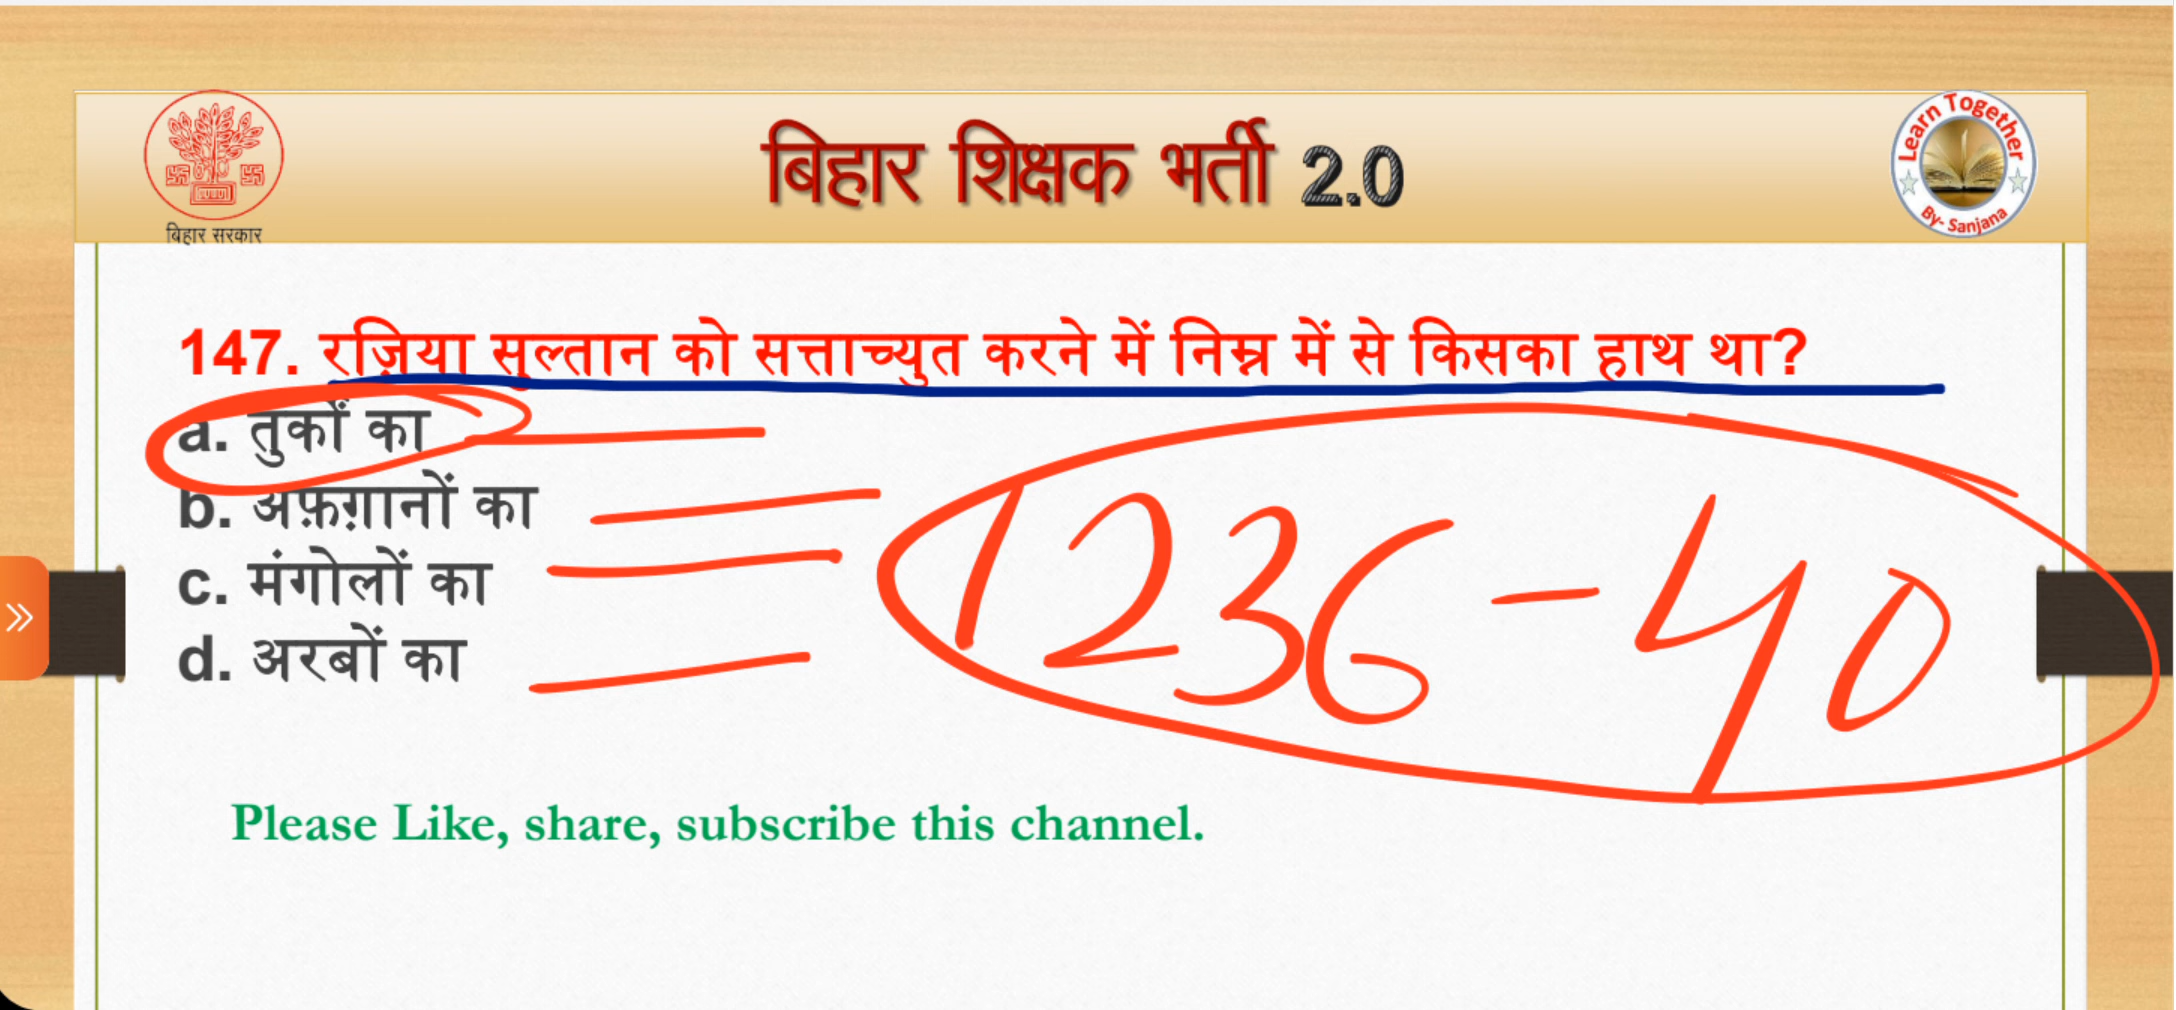 बिहार शिक्षक भर्ती 2.0
बिहार सरकार
Learn Together
By- Sanjana
147. रज़िया सुल्तान को सत्ताच्युत करने में निम्न में से किसका हाथ था?
a. तुर्कों का
b. अफ़ग़ानों का
c. मंगोलों का
d. अरबों का
1236-40
Please Like, share, subscribe this channel.